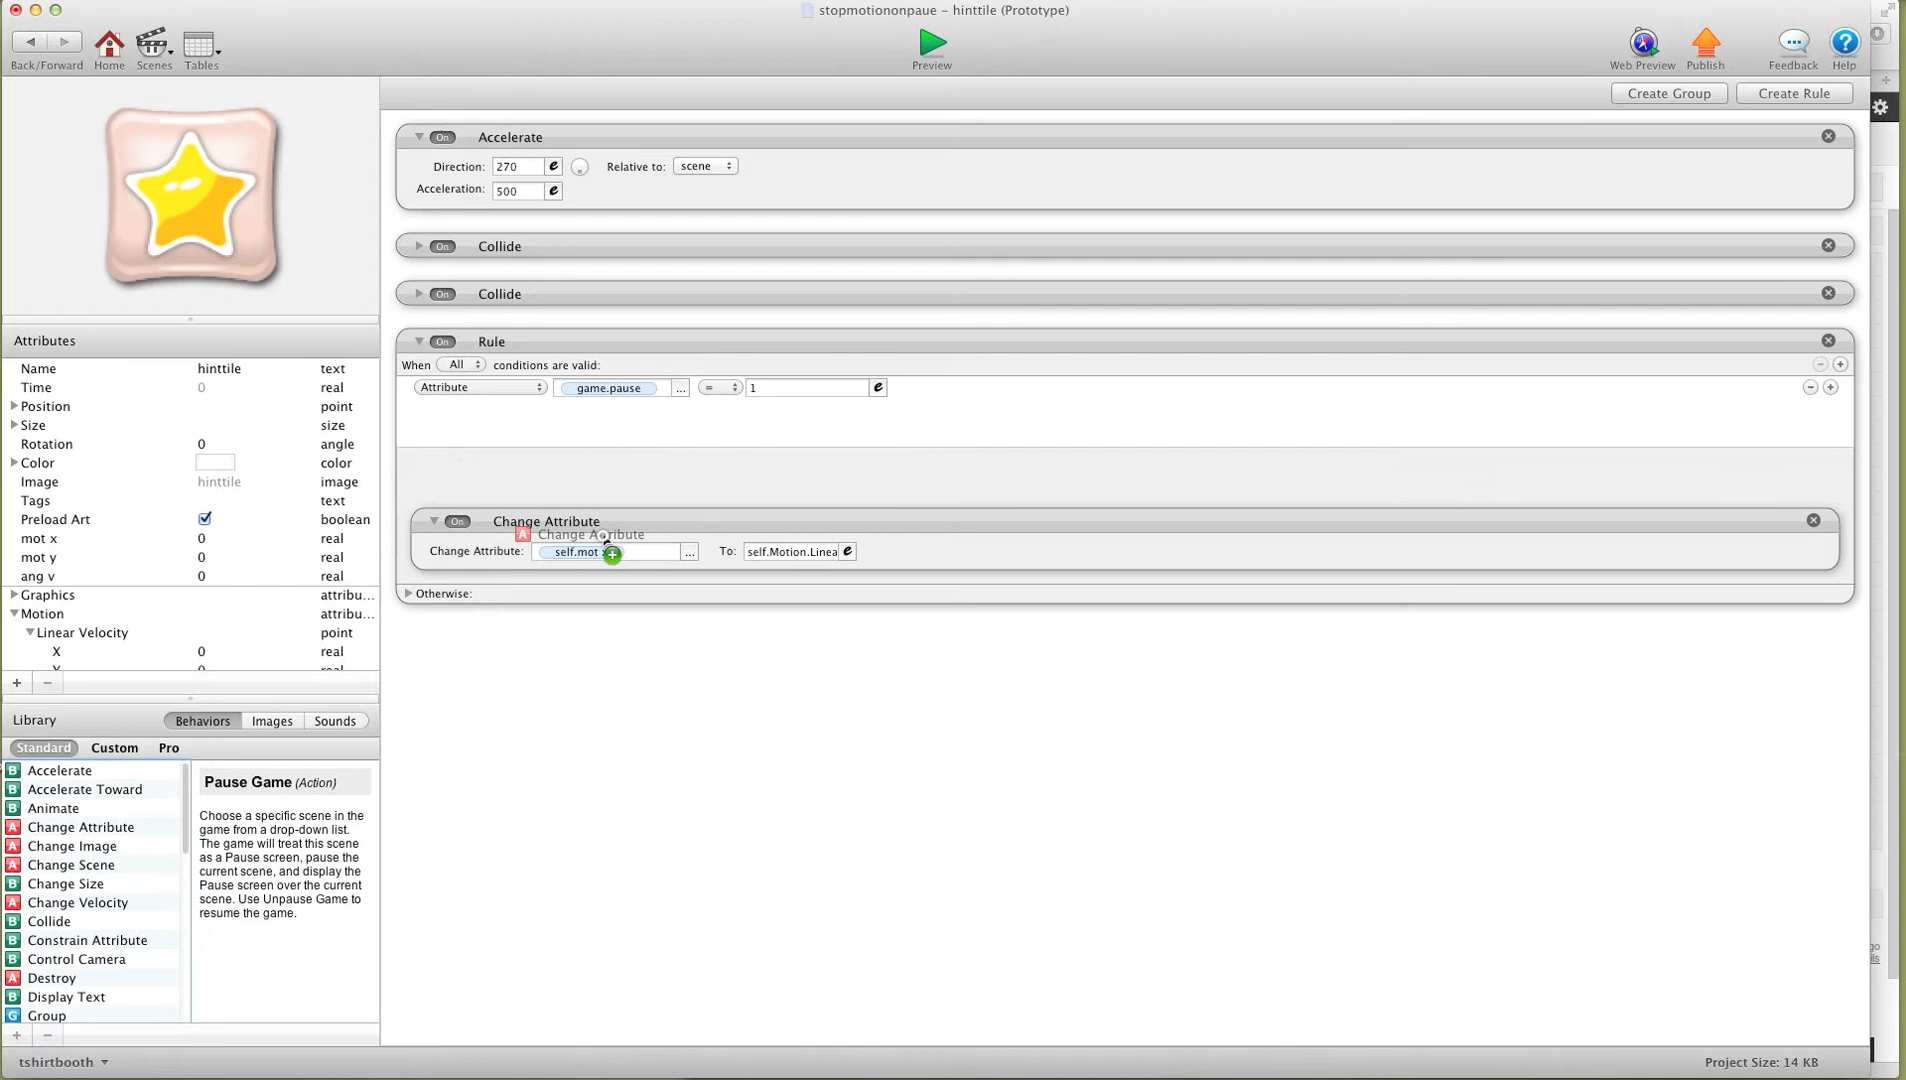 stopmotiononpaue – hinttile (Prototype)
Back/Forward Home Scenes Tables Preview Web Preview Publish Feedback Help
Create Group Create Rule
On Accelerate
Direction: 270 e Relative to: scene
Acceleration: 500 e
On Collide
On Collide
On Rule
When All conditions are valid:
Attribute game.pause ... = 1 e
On Change Attribute
A Change Attribute
Change Attribute: self.mot ... To: self.Motion.Linea e
Otherwise:
Attributes
Name hinttile text
Time 0 real
Position point
Size size
Rotation 0 angle
Color color
Image hinttile image
Tags text
Preload Art boolean
mot x 0 real
mot y 0 real
ang v 0 real
Graphics attribu...
Motion attribu...
Linear Velocity point
X 0 real
Y 0 real
+ −
Library Behaviors Images Sounds
Standard Custom Pro
B Accelerate
B Accelerate Toward
B Animate
A Change Attribute
A Change Image
A Change Scene
B Change Size
A Change Velocity
B Collide
B Constrain Attribute
B Control Camera
A Destroy
B Display Text
G Group
Pause Game (Action)
Choose a specific scene in the
game from a drop-down list.
The game will treat this scene
as a Pause screen, pause the
current scene, and display the
Pause screen over the current
scene. Use Unpause Game to
resume the game.
+ −
tshirtbooth
Project Size: 14 KB